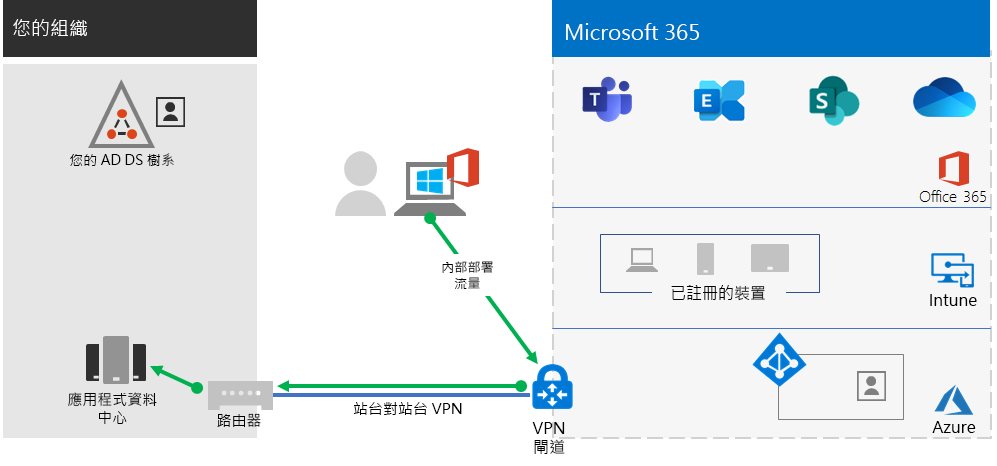 您的組織
Microsoft 365
T
E
S
您的 AD DS 樹系
Office 365
內部部署
流量
已註冊的裝置
Intune
應用程式資料
中心
路由器
站台對站台 VPN
VPN
閘道
Azure